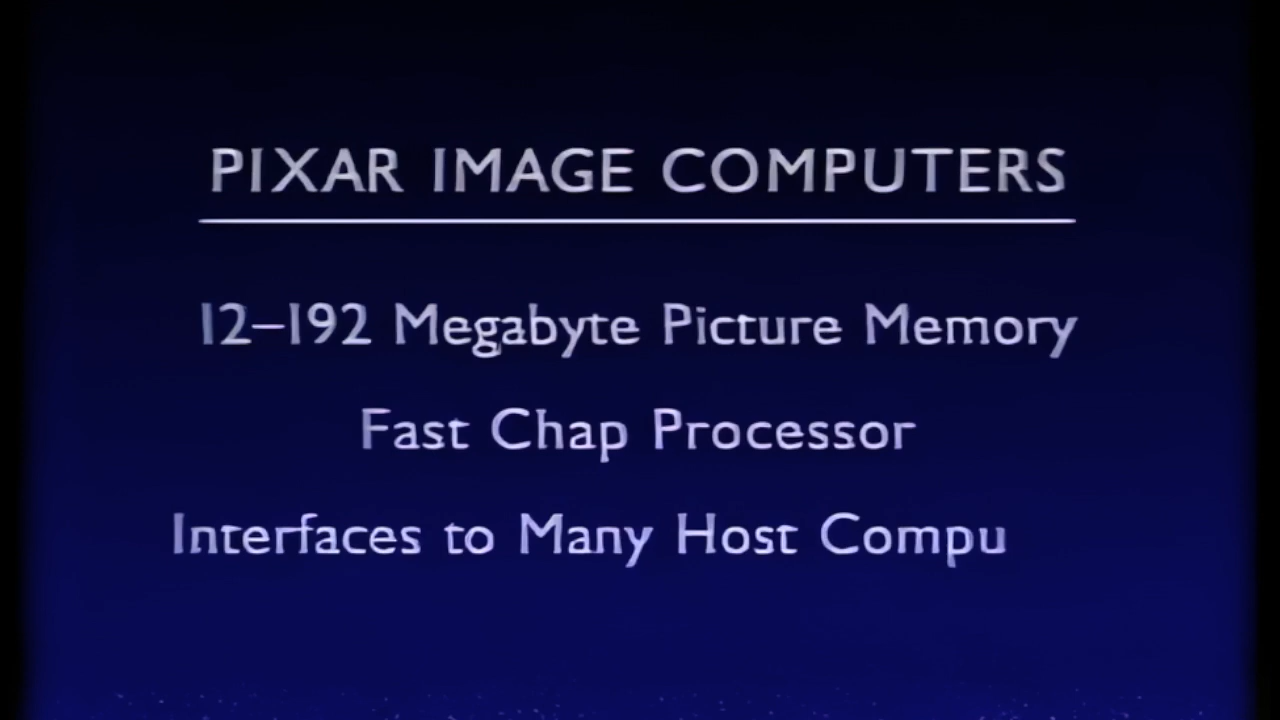 PIXAR IMAGE COMPUTERS
12–192 Megabyte Picture Memory
Fast Chap Processor
Interfaces to Many Host Compu